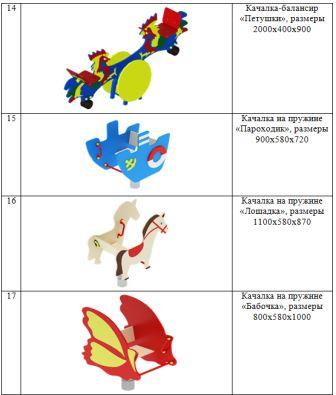 14
Качалка-балансир
«Петушки», размеры
2000х400х900
15
Качалка на пружине
«Пароходик», размеры
900х580х720
16
Качалка на пружине
«Лошадка», размеры
1100х580х870
17
Качалка на пружине
«Бабочка», размеры
800х580х1000